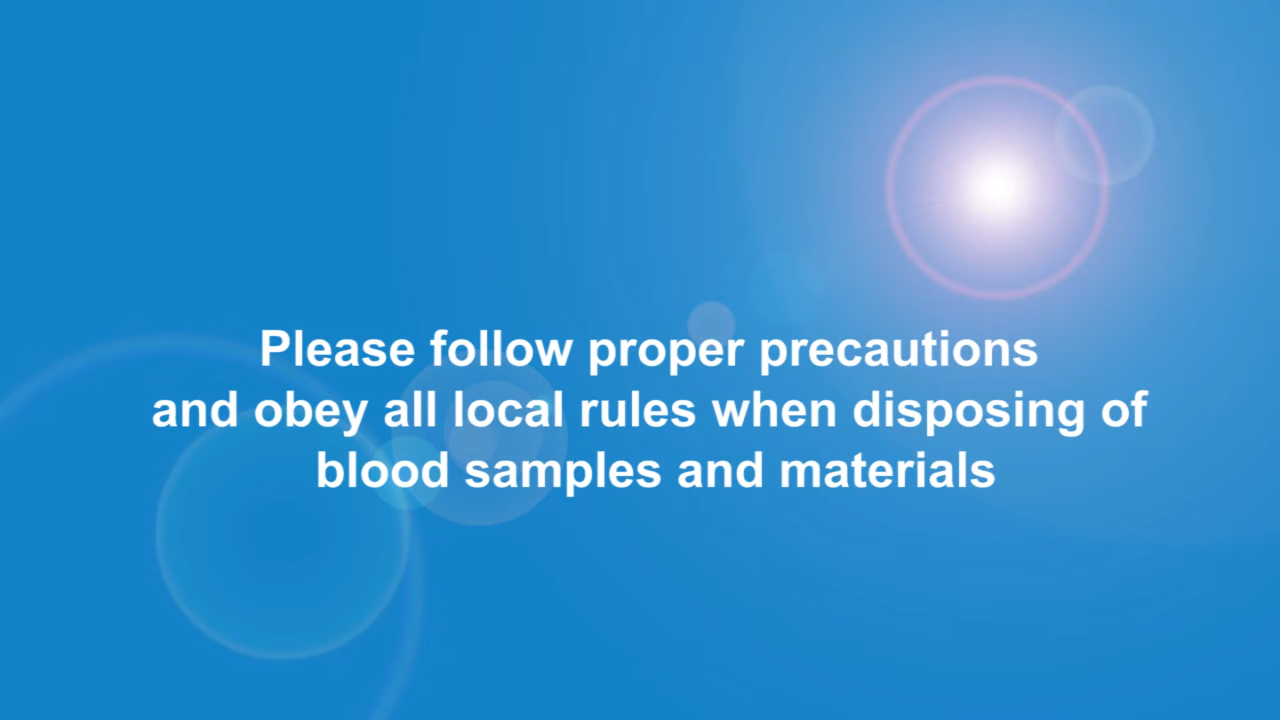 Please follow proper precautions
and obey all local rules when disposing of
blood samples and materials